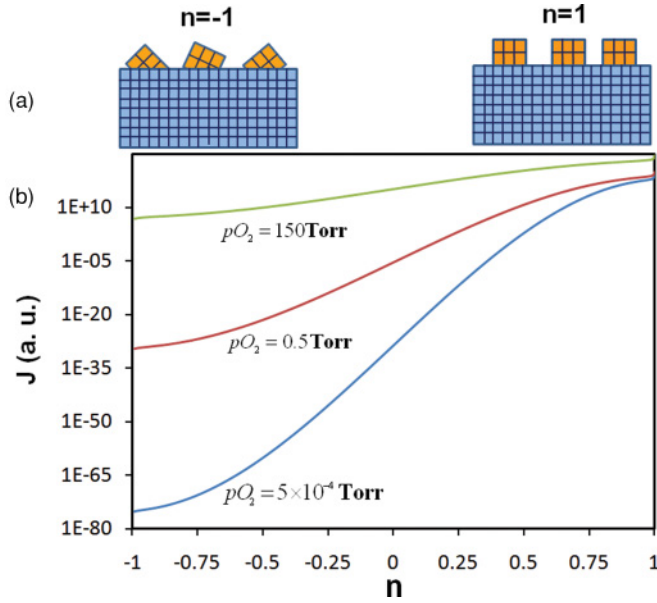 n=-1
n=1
(a)
(b)
1E+10
1E-05
1E-20
1E-35
1E-50
1E-65
1E-80
J (a. u.)
pO₂ = 150Torr
pO₂ = 0.5Torr
pO₂ = 5×10⁻⁴ Torr
-1 -0.75 -0.5 -0.25 0 0.25 0.5 0.75 1
n